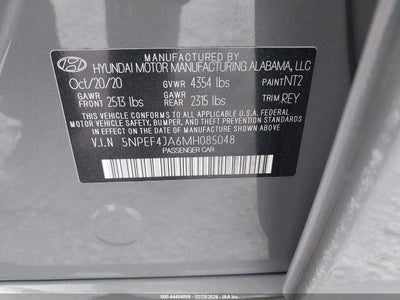 MANUFACTURED BY
HYUNDAI MOTOR MANUFACTURING ALABAMA, LLC
Oct/20/20 GVWR 4354 lbs PAINT NT2
GAWR FRONT 2513 lbs GAWR REAR 2315 lbs TRIM REY
THIS VEHICLE CONFORMS TO ALL APPLICABLE U.S. FEDERAL
MOTOR VEHICLE SAFETY, BUMPER, AND THEFT PREVENTION
STANDARDS IN EFFECT ON THE DATE OF MANUFACTURE SHOWN ABOVE.
V.I.N 5NPEF4JA6MH085048
PASSENGER CAR